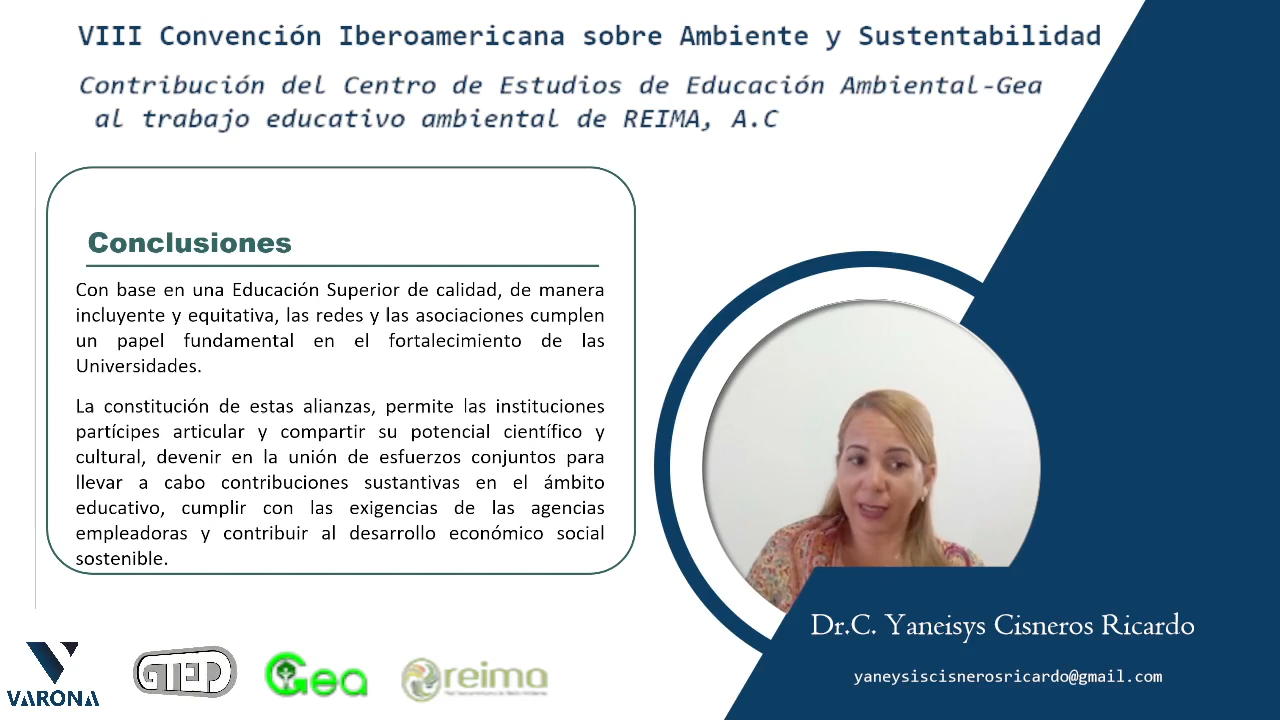 VIII Convención Iberoamericana sobre Ambiente y Sustentabilidad
Contribución del Centro de Estudios de Educación Ambiental-Gea
al trabajo educativo ambiental de REIMA, A.C
Conclusiones
Con base en una Educación Superior de calidad, de manera
incluyente y equitativa, las redes y las asociaciones cumplen
un papel fundamental en el fortalecimiento de las
Universidades.
La constitución de estas alianzas, permite las instituciones
partícipes articular y compartir su potencial científico y
cultural, devenir en la unión de esfuerzos conjuntos para
llevar a cabo contribuciones sustantivas en el ámbito
educativo, cumplir con las exigencias de las agencias
empleadoras y contribuir al desarrollo económico social
sostenible.
Dr.C. Yaneisys Cisneros Ricardo
yaneysiscisnerosricardo@gmail.com
VARONA
GTEP
Gea
reima